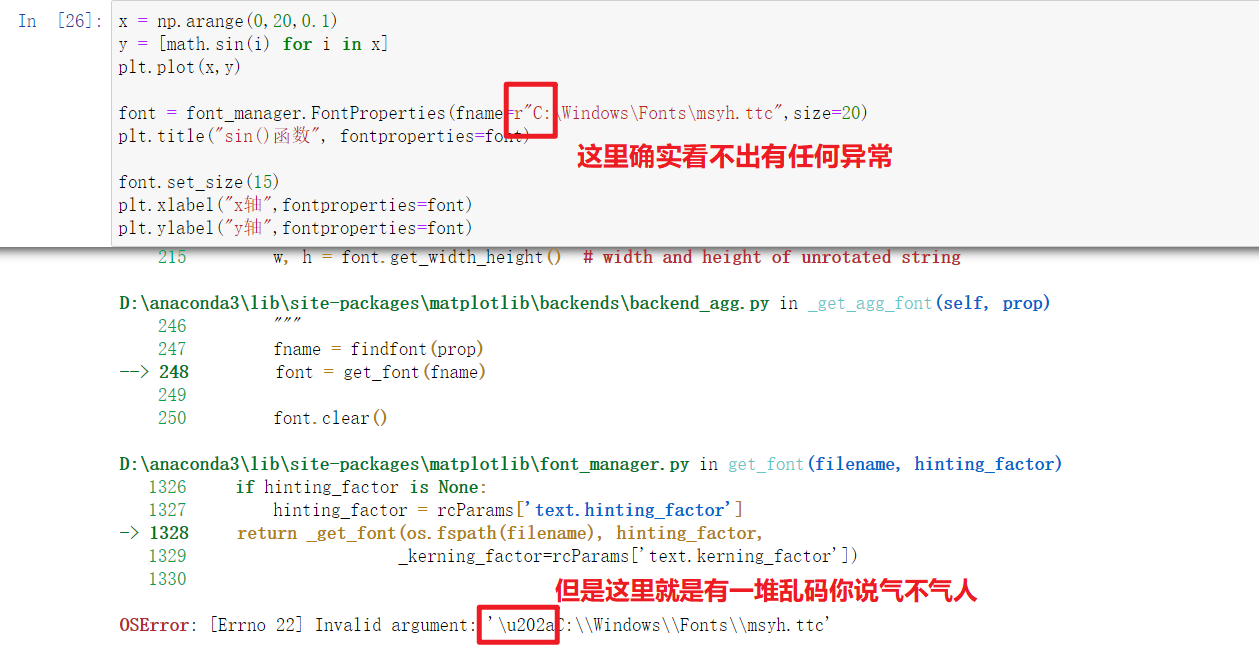 In [26]: x = np.arange(0,20,0.1)
y = [math.sin(i) for i in x]
plt.plot(x,y)
font = font_manager.FontProperties(fname=r"C:\Windows\Fonts\msyh.ttc",size=20)
plt.title("sin()函数", fontproperties=font)
这里确实看不出有任何异常
font.set_size(15)
plt.xlabel("x轴",fontproperties=font)
plt.ylabel("y轴",fontproperties=font)
215 w, h = font.get_width_height() # width and height of unrotated string
D:\anaconda3\lib\site-packages\matplotlib\backends\backend_agg.py in _get_agg_font(self, prop)
246 """
247 fname = findfont(prop)
--> 248 font = get_font(fname)
249
250 font.clear()
D:\anaconda3\lib\site-packages\matplotlib\font_manager.py in get_font(filename, hinting_factor)
1326 if hinting_factor is None:
1327 hinting_factor = rcParams['text.hinting_factor']
-> 1328 return _get_font(os.fspath(filename), hinting_factor,
1329 _kerning_factor=rcParams['text.kerning_factor'])
1330
但是这里就是有一堆乱码你说气不气人
OSError: [Errno 22] Invalid argument: '\u202aC:\\Windows\\Fonts\\msyh.ttc'